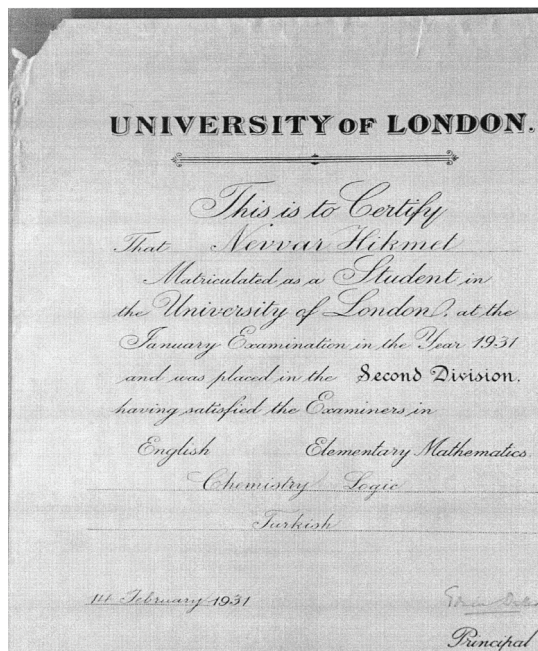 UNIVERSITY OF LONDON.
This is to Certify
That Nevvar Hikmet
Matriculated as a Student in
the University of London, at the
January Examination in the Year 1931
and was placed in the Second Division,
having satisfied the Examiners in
English Elementary Mathematics.
Chemistry Logic
Turkish
14 February 1931
Principal